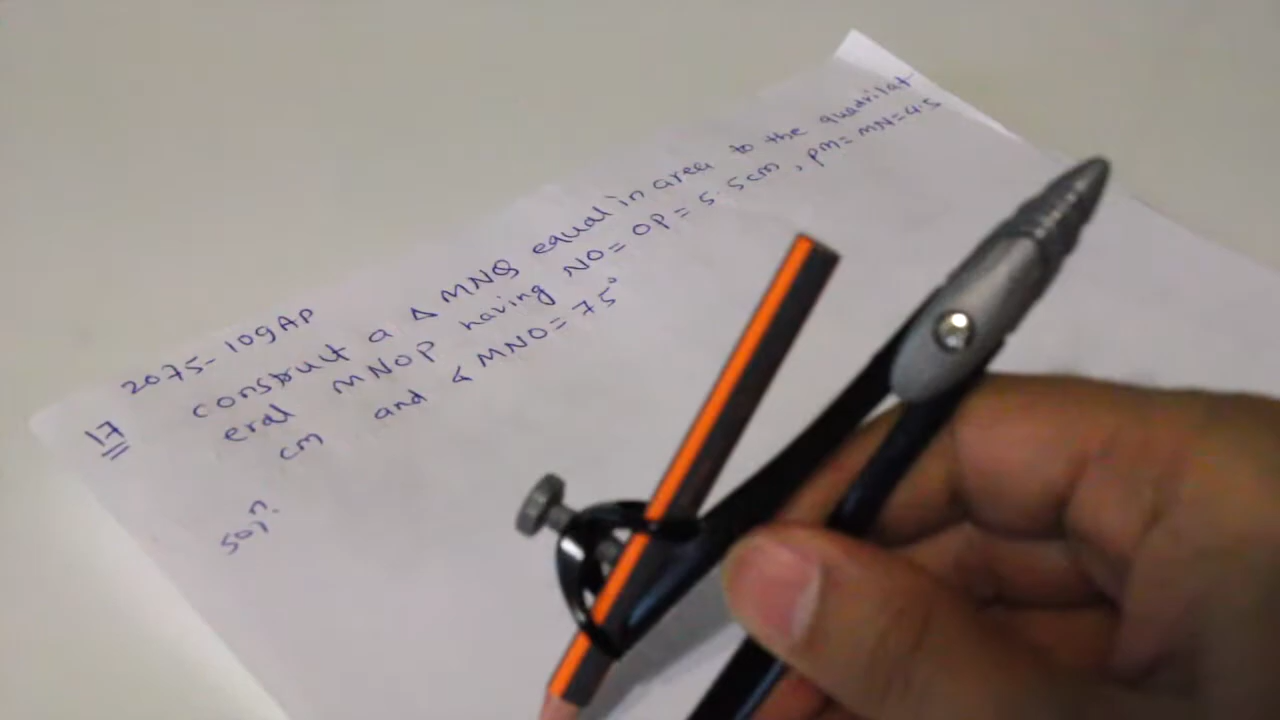 2075-109AP
17 construct a Δ MNQ equal in area to the quadrilat
eral MNOP having NO= OP= 5.5cm, PM= MN=4.5
cm and ∠ MNO= 75°
solⁿ